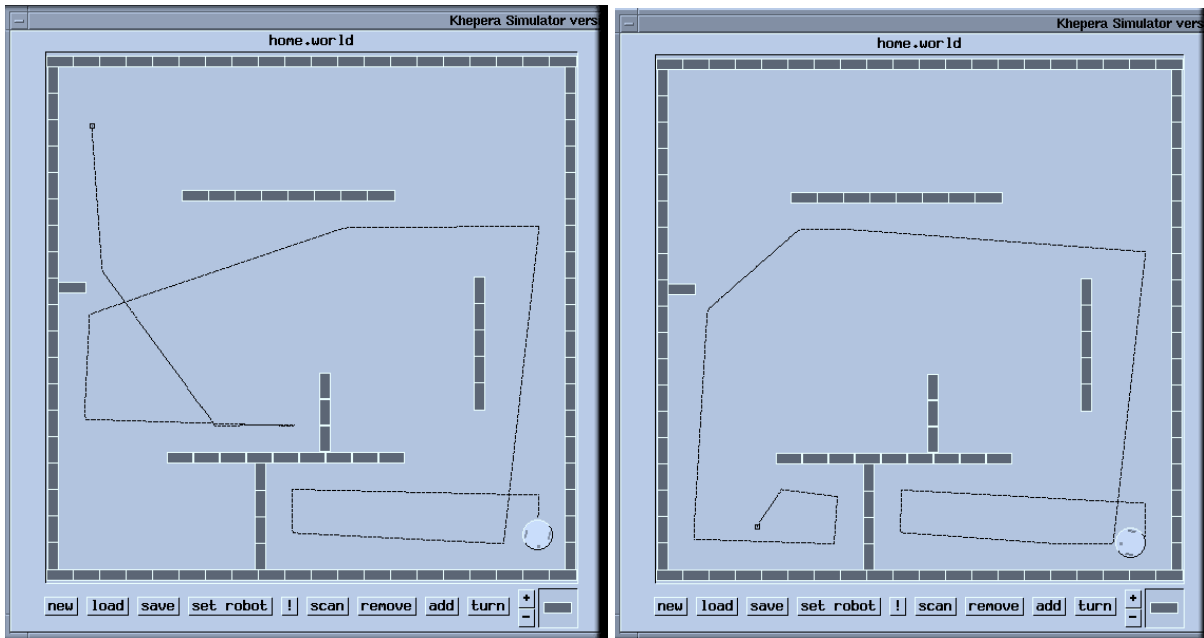 Khepera Simulator vers
home.world
new load save set robot ! scan remove add turn + -
Khepera Simulator vers
home.world
new load save set robot ! scan remove add turn + -